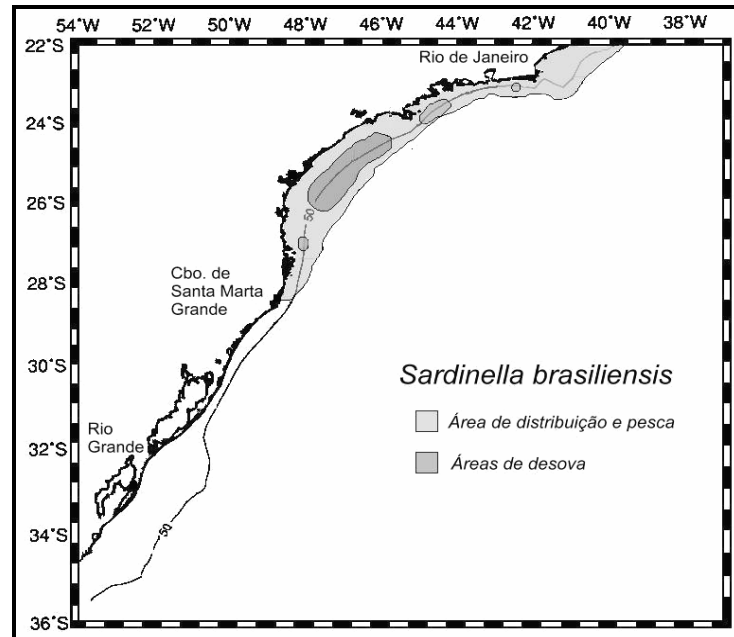 54°W 52°W 50°W 48°W 46°W 44°W 42°W 40°W 38°W
22°S
Rio de Janeiro
24°S
26°S
50
Cbo. de
Santa Marta
Grande
28°S
30°S
Sardinella brasiliensis
Área de distribuição e pesca
Rio
Grande
32°S
Áreas de desova
34°S
50
36°S